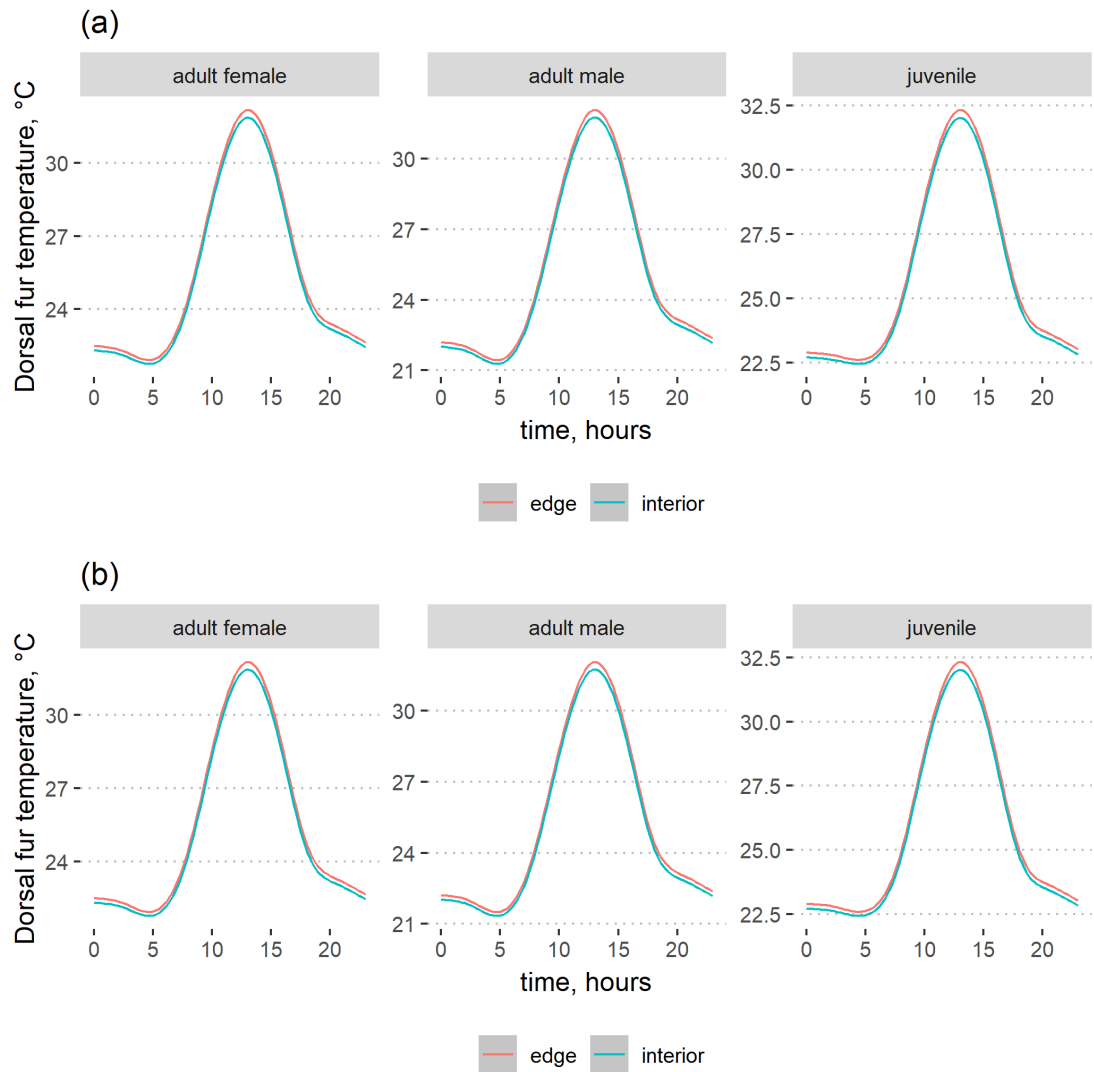 (a)
adult female adult male juvenile
Dorsal fur temperature, °C
30
27
24
30
27
24
21
32.5
30.0
27.5
25.0
22.5
0 5 10 15 20 0 5 10 15 20 0 5 10 15 20
time, hours
edge interior
(b)
adult female adult male juvenile
Dorsal fur temperature, °C
30
27
24
30
27
24
21
32.5
30.0
27.5
25.0
22.5
0 5 10 15 20 0 5 10 15 20 0 5 10 15 20
time, hours
edge interior